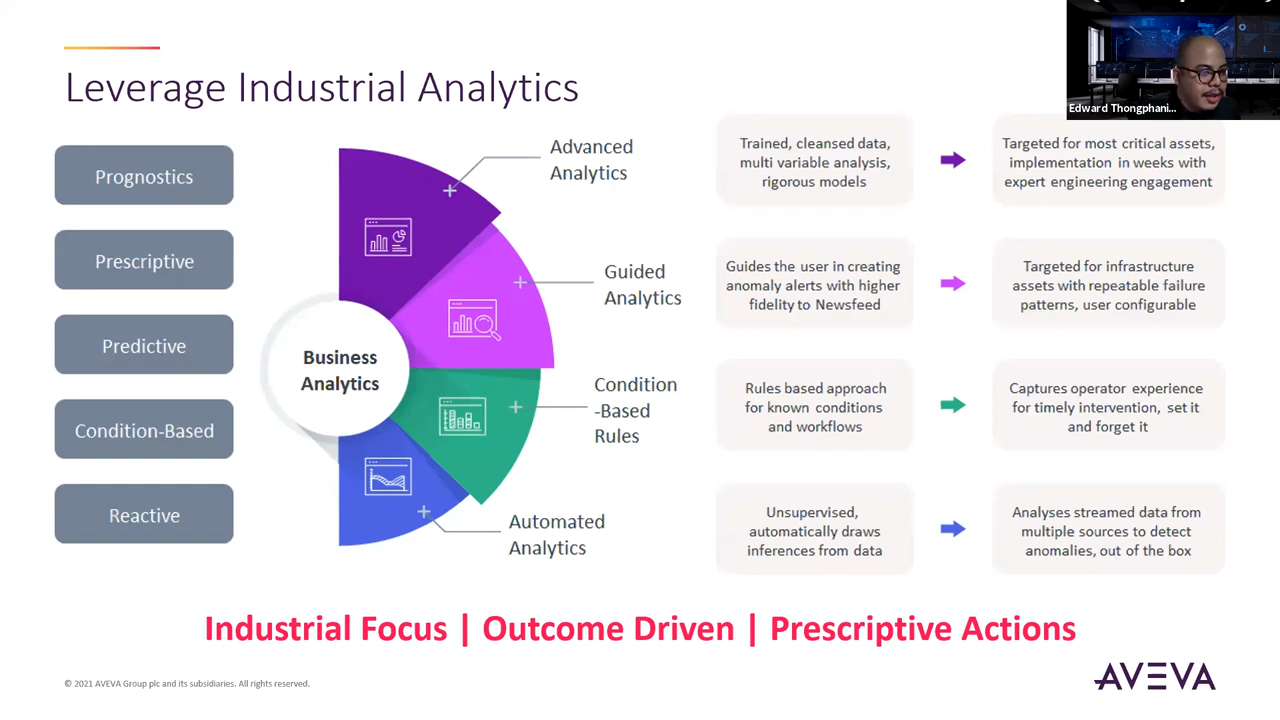 Leverage Industrial Analytics
Edward Thongphani...
Prognostics
Prescriptive
Predictive
Condition-Based
Reactive
Business
Analytics
Advanced
Analytics
Trained, cleansed data,
multi variable analysis,
rigorous models
Targeted for most critical assets,
implementation in weeks with
expert engineering engagement
Guided
Analytics
Guides the user in creating
anomaly alerts with higher
fidelity to Newsfeed
Targeted for infrastructure
assets with repeatable failure
patterns, user configurable
Condition
-Based
Rules
Rules based approach
for known conditions
and workflows
Captures operator experience
for timely intervention, set it
and forget it
Automated
Analytics
Unsupervised,
automatically draws
inferences from data
Analyses streamed data from
multiple sources to detect
anomalies, out of the box
Industrial Focus | Outcome Driven | Prescriptive Actions
© 2021 AVEVA Group plc and its subsidiaries. All rights reserved.
AVEVA